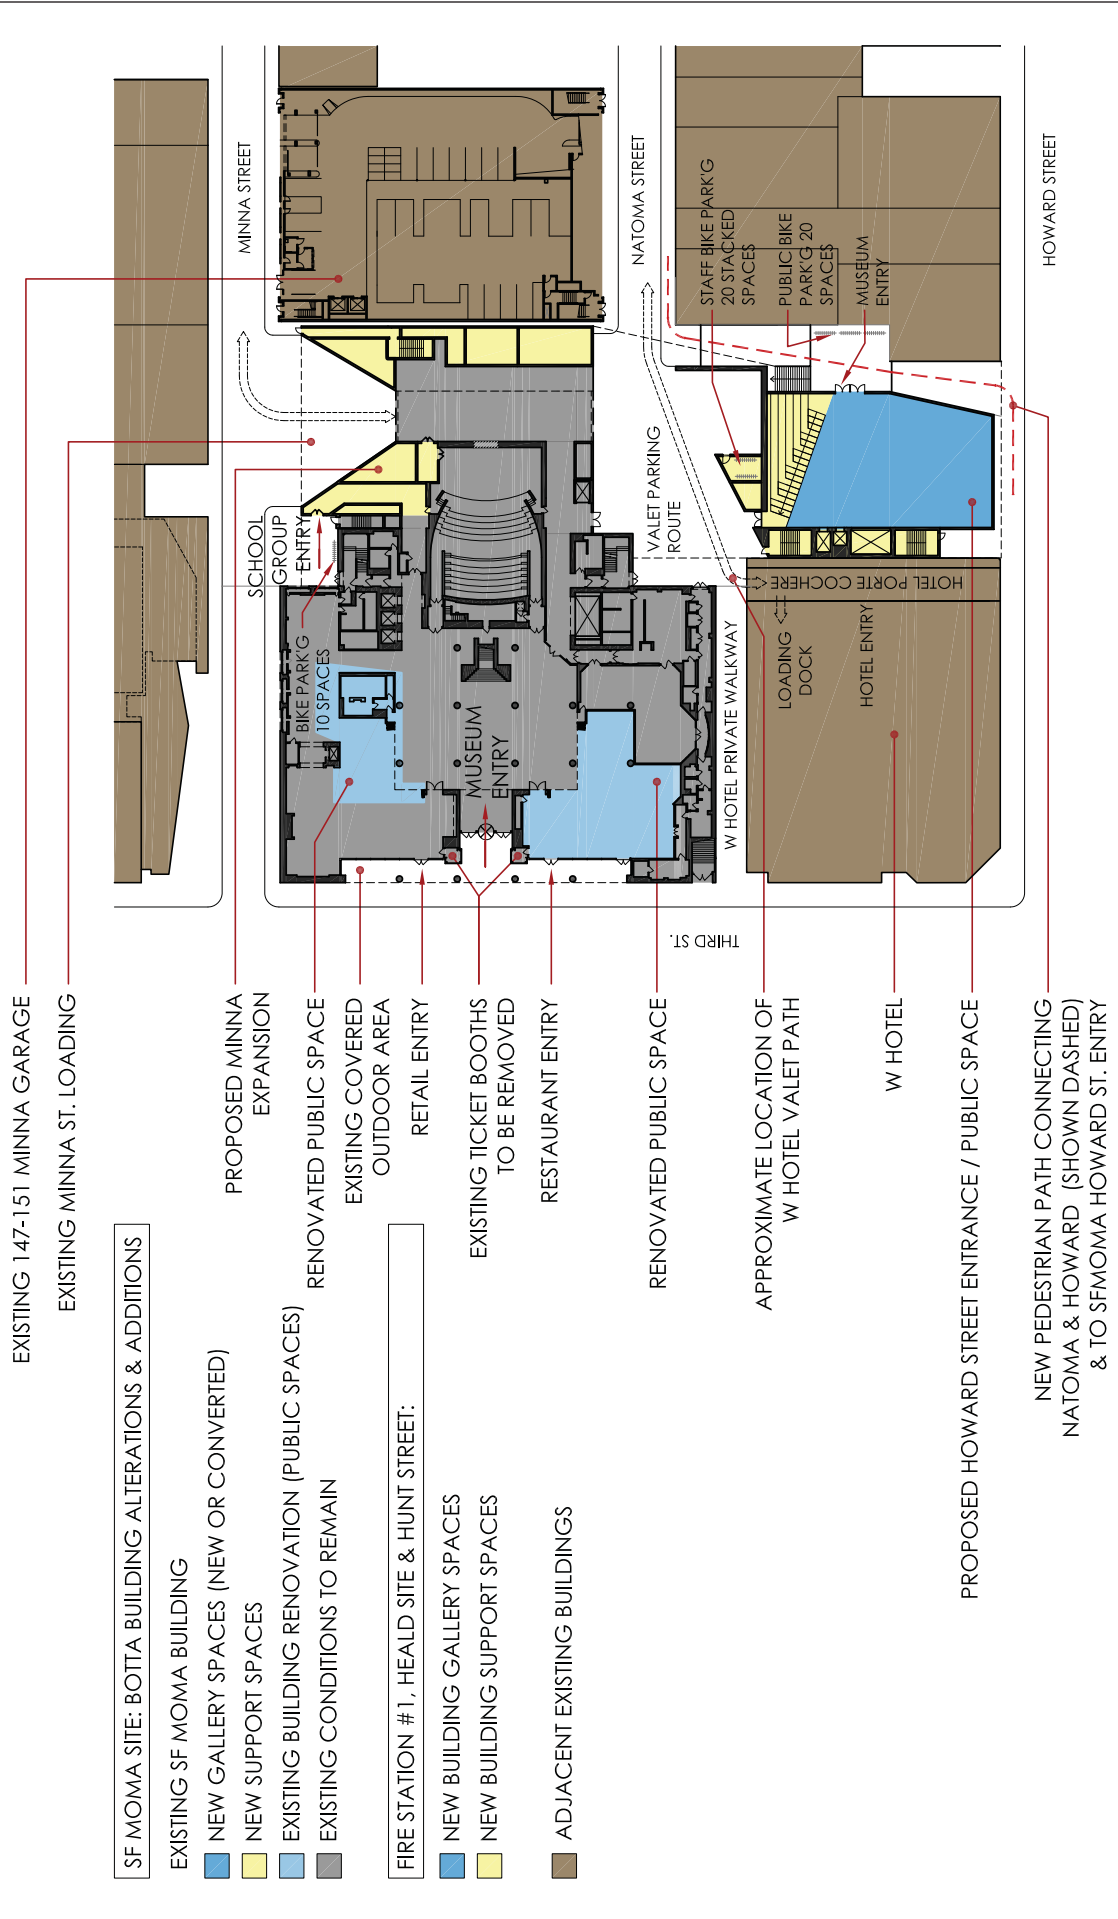 EXISTING 147-151 MINNA GARAGE
EXISTING MINNA ST. LOADING
PROPOSED MINNA
EXPANSION
RENOVATED PUBLIC SPACE
EXISTING COVERED
OUTDOOR AREA
RETAIL ENTRY
EXISTING TICKET BOOTHS
TO BE REMOVED
RESTAURANT ENTRY
RENOVATED PUBLIC SPACE
APPROXIMATE LOCATION OF
W HOTEL VALET PATH
W HOTEL
PROPOSED HOWARD STREET ENTRANCE / PUBLIC SPACE
NEW PEDESTRIAN PATH CONNECTING
NATOMA & HOWARD (SHOWN DASHED)
& TO SFMOMA HOWARD ST. ENTRY
SF MOMA SITE: BOTTA BUILDING ALTERATIONS & ADDITIONS
EXISTING SF MOMA BUILDING
NEW GALLERY SPACES (NEW OR CONVERTED)
NEW SUPPORT SPACES
EXISTING BUILDING RENOVATION (PUBLIC SPACES)
EXISTING CONDITIONS TO REMAIN
FIRE STATION #1, HEALD SITE & HUNT STREET:
NEW BUILDING GALLERY SPACES
NEW BUILDING SUPPORT SPACES
ADJACENT EXISTING BUILDINGS
MINNA STREET
NATOMA STREET
HOWARD STREET
THIRD ST.
SCHOOL
GROUP
ENTRY
BIKE PARK'G
10 SPACES
MUSEUM
ENTRY
VALET PARKING
ROUTE
W HOTEL PRIVATE WALKWAY
STAFF BIKE PARK'G
20 STACKED
SPACES
PUBLIC BIKE
PARK'G 20
SPACES
MUSEUM
ENTRY
HOTEL PORTE COCHERE
LOADING
DOCK
HOTEL ENTRY